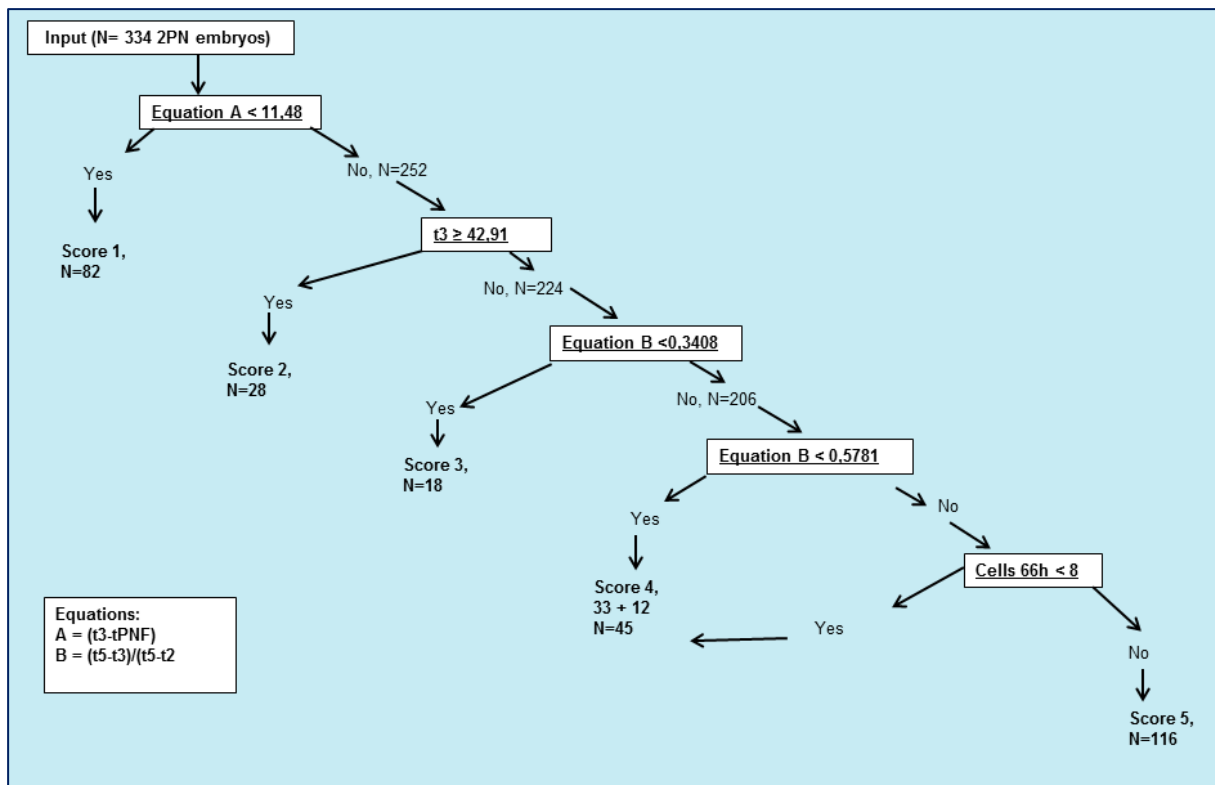 Input (N= 334 2PN embryos)
Equation A < 11,48
Yes
No, N=252
Score 1,
N=82
t3 ≥ 42,91
Yes
No, N=224
Score 2,
N=28
Equation B <0,3408
Yes
No, N=206
Score 3,
N=18
Equation B < 0,5781
Yes
No
Score 4,
33 + 12
N=45
Cells 66h < 8
Yes
No
Score 5,
N=116
Equations:
A = (t3-tPNF)
B = (t5-t3)/(t5-t2